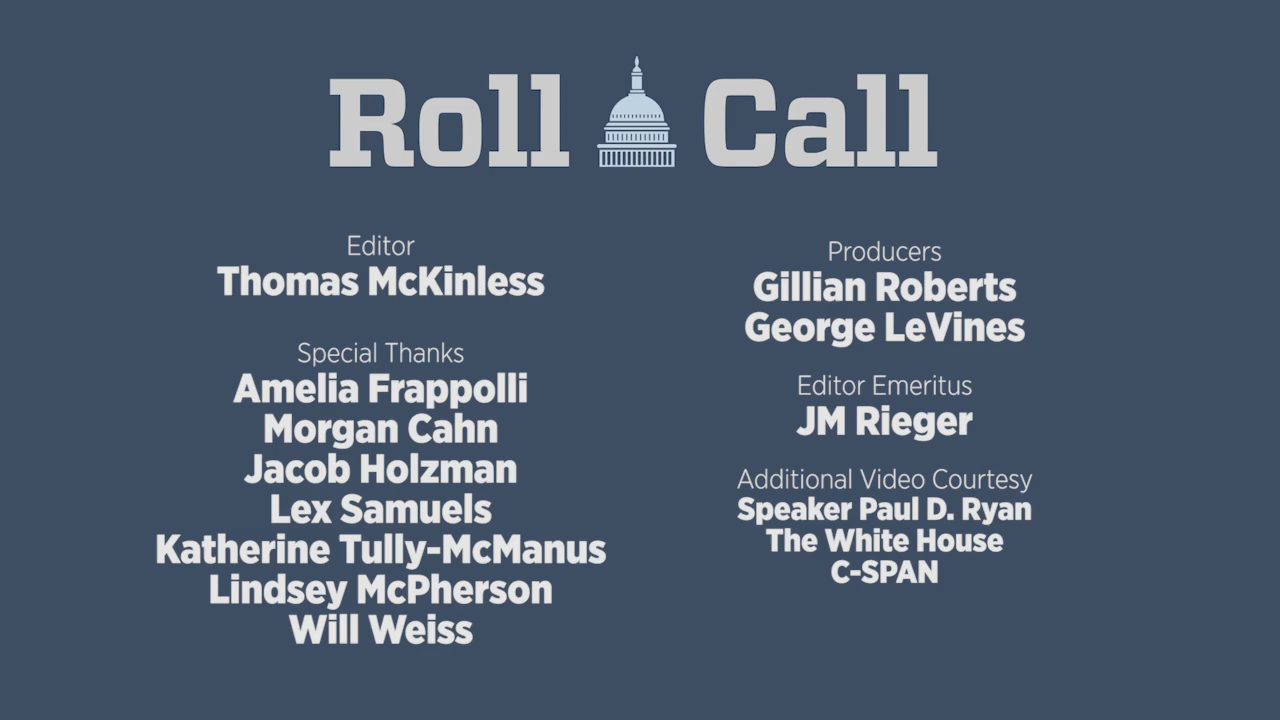 Roll Call
Editor
Thomas McKinless
Special Thanks
Amelia Frappolli
Morgan Cahn
Jacob Holzman
Lex Samuels
Katherine Tully-McManus
Lindsey McPherson
Will Weiss
Producers
Gillian Roberts
George LeVines
Editor Emeritus
JM Rieger
Additional Video Courtesy
Speaker Paul D. Ryan
The White House
C-SPAN